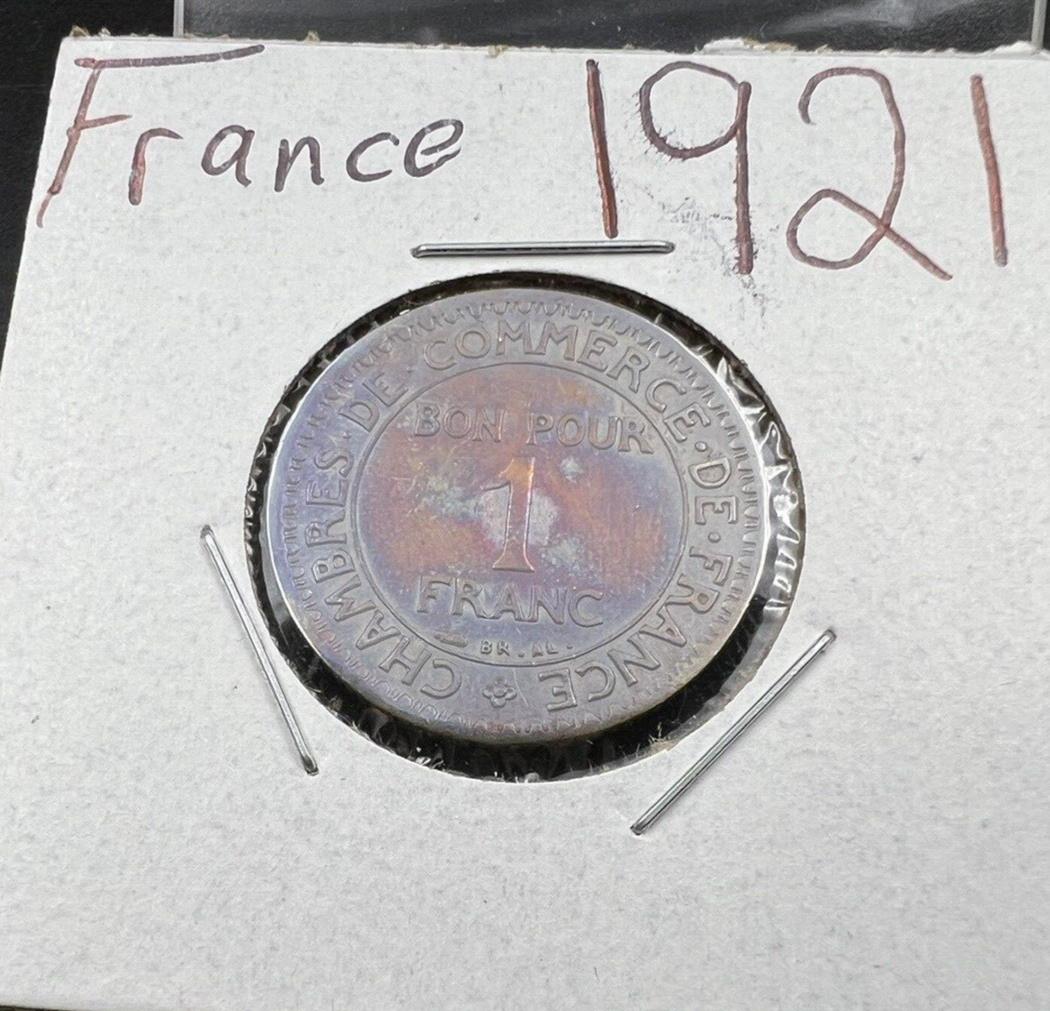 France 1921
CHAMBRES·DE·COMMERCE·DE·FRANCE
BON POUR
1
FRANC
BR.AL.